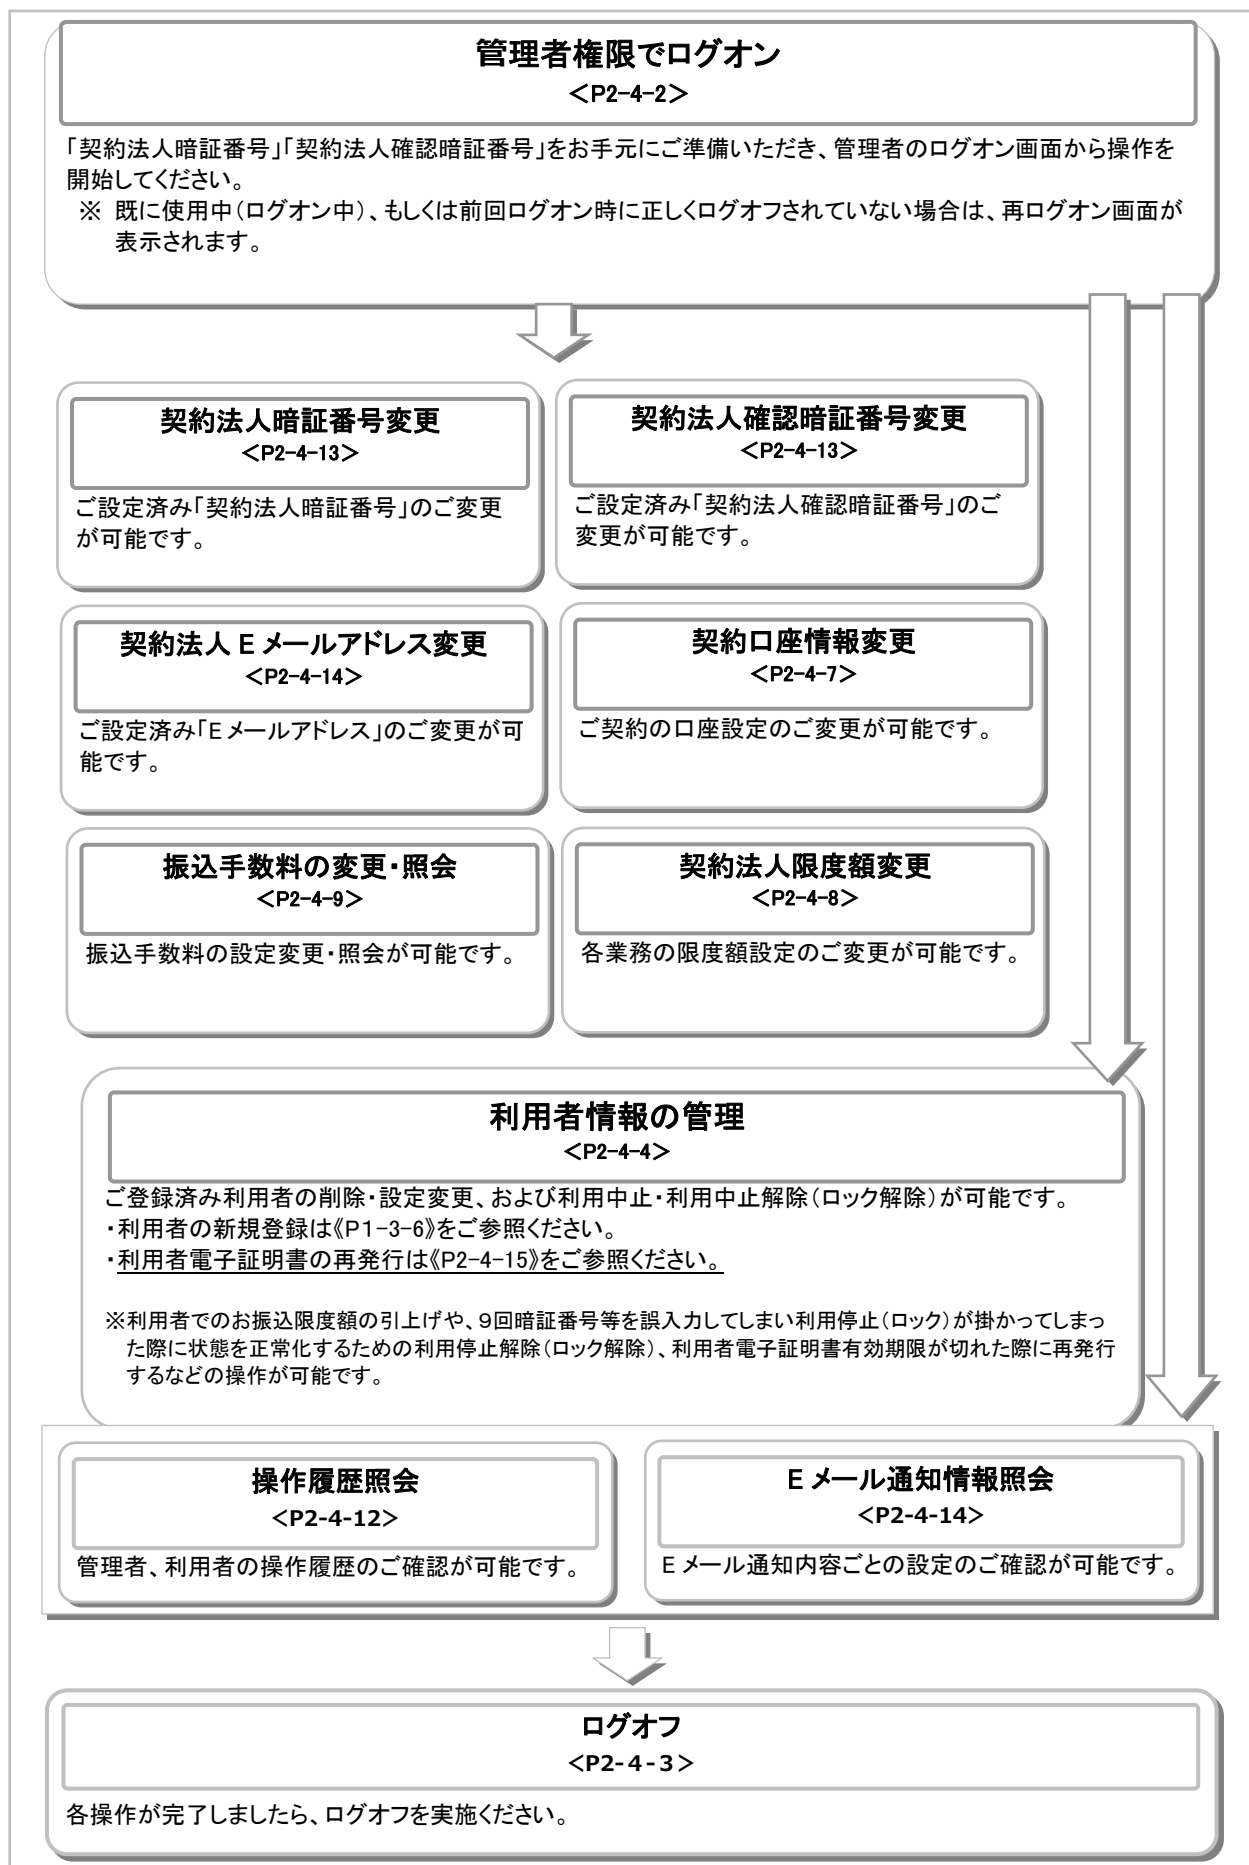 管理者権限でログオン
＜P2-4-2＞
「契約法人暗証番号」「契約法人確認暗証番号」をお手元にご準備いただき、管理者のログオン画面から操作を
開始してください。
※ 既に使用中（ログオン中）、もしくは前回ログオン時に正しくログオフされていない場合は、再ログオン画面が
表示されます。
契約法人暗証番号変更
＜P2-4-13＞
ご設定済み「契約法人暗証番号」のご変更
が可能です。
契約法人確認暗証番号変更
＜P2-4-13＞
ご設定済み「契約法人確認暗証番号」のご
変更が可能です。
契約法人 E メールアドレス変更
＜P2-4-14＞
ご設定済み「E メールアドレス」のご変更が可
能です。
契約口座情報変更
＜P2-4-7＞
ご契約の口座設定のご変更が可能です。
振込手数料の変更・照会
＜P2-4-9＞
振込手数料の設定変更・照会が可能です。
契約法人限度額変更
＜P2-4-8＞
各業務の限度額設定のご変更が可能です。
利用者情報の管理
＜P2-4-4＞
ご登録済み利用者の削除・設定変更、および利用中止・利用中止解除（ロック解除）が可能です。
・利用者の新規登録は《P1-3-6》をご参照ください。
・利用者電子証明書の再発行は《P2-4-15》をご参照ください。
※利用者でのお振込限度額の引上げや、９回暗証番号等を誤入力してしまい利用停止（ロック）が掛かってしまっ
た際に状態を正常化するための利用停止解除（ロック解除）、利用者電子証明書有効期限が切れた際に再発行
するなどの操作が可能です。
操作履歴照会
＜P2-4-12＞
管理者、利用者の操作履歴のご確認が可能です。
E メール通知情報照会
＜P2-4-14＞
E メール通知内容ごとの設定のご確認が可能です。
ログオフ
＜P2-４-３＞
各操作が完了しましたら、ログオフを実施ください。